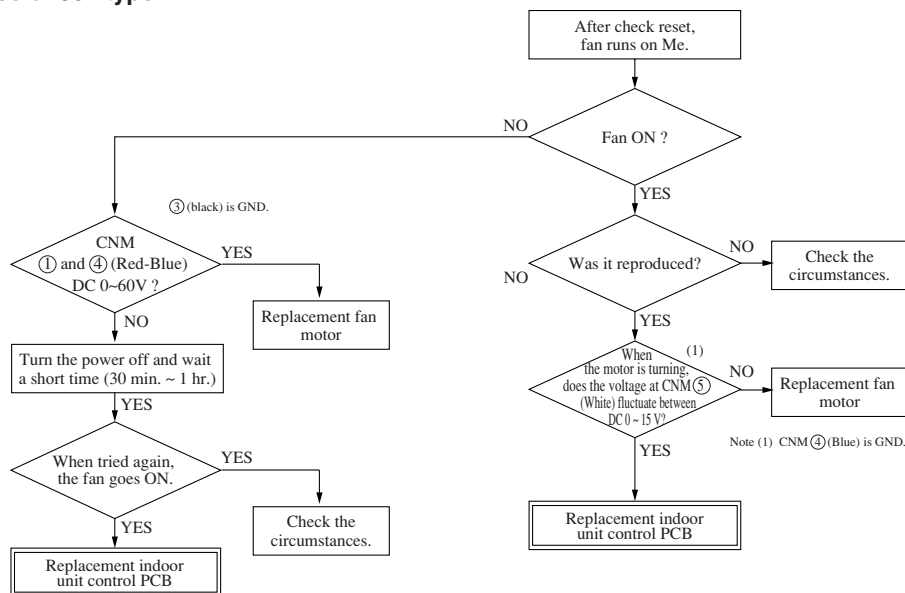 After check reset,
fan runs on Me.
NO
Fan ON ?
YES
③ (black) is GND.
CNM
① and ④ (Red-Blue)
DC 0~60V ?
YES
NO
Replacement fan
motor
Turn the power off and wait
a short time (30 min. ~ 1 hr.)
YES
When tried again,
the fan goes ON.
YES
YES
Check the
circumstances.
Replacement indoor
unit control PCB
NO
Was it reproduced?
NO
Check the
circumstances.
YES
(1)
When
the motor is turning,
does the voltage at CNM ⑤
(White) fluctuate between
DC 0 ~ 15 V?
NO
Replacement fan
motor
Note (1) CNM ④ (Blue) is GND.
YES
Replacement indoor
unit control PCB